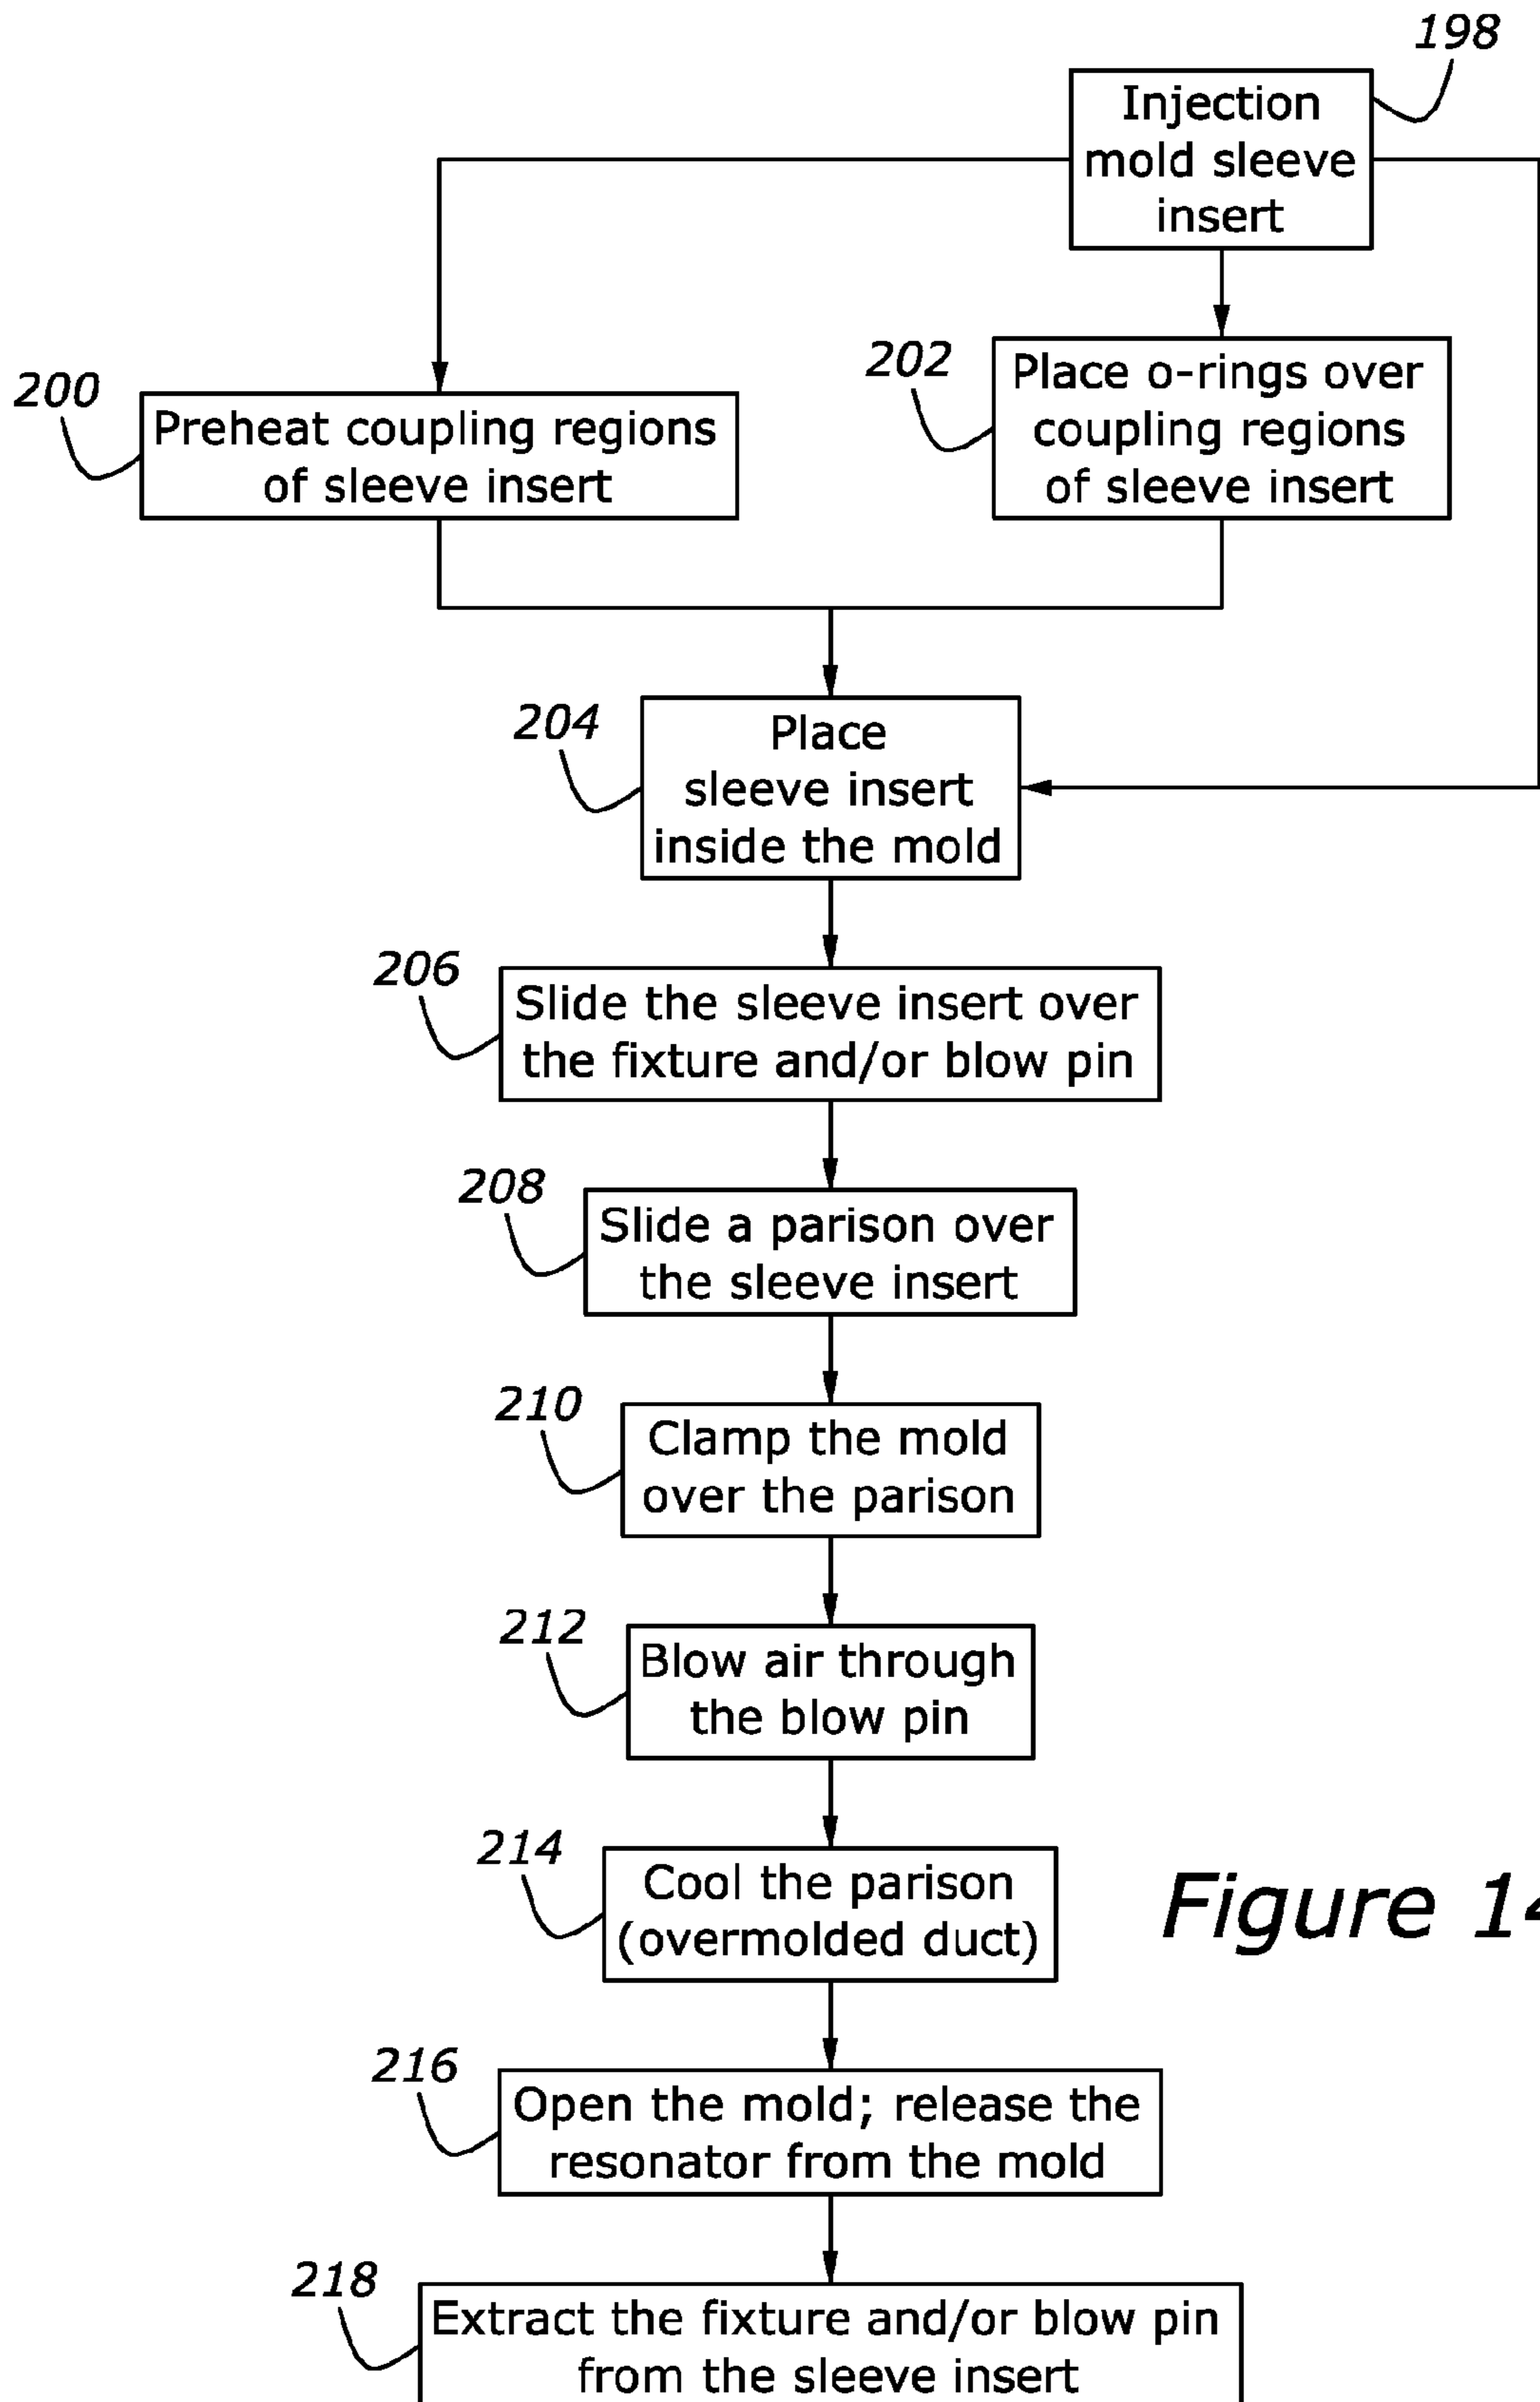 198
Injection
mold sleeve
insert
200
Preheat coupling regions
of sleeve insert
202
Place o-rings over
coupling regions
of sleeve insert
204
Place
sleeve insert
inside the mold
206
Slide the sleeve insert over
the fixture and/or blow pin
208
Slide a parison over
the sleeve insert
210
Clamp the mold
over the parison
212
Blow air through
the blow pin
214
Cool the parison
(overmolded duct)
Figure 14
216
Open the mold; release the
resonator from the mold
218
Extract the fixture and/or blow pin
from the sleeve insert